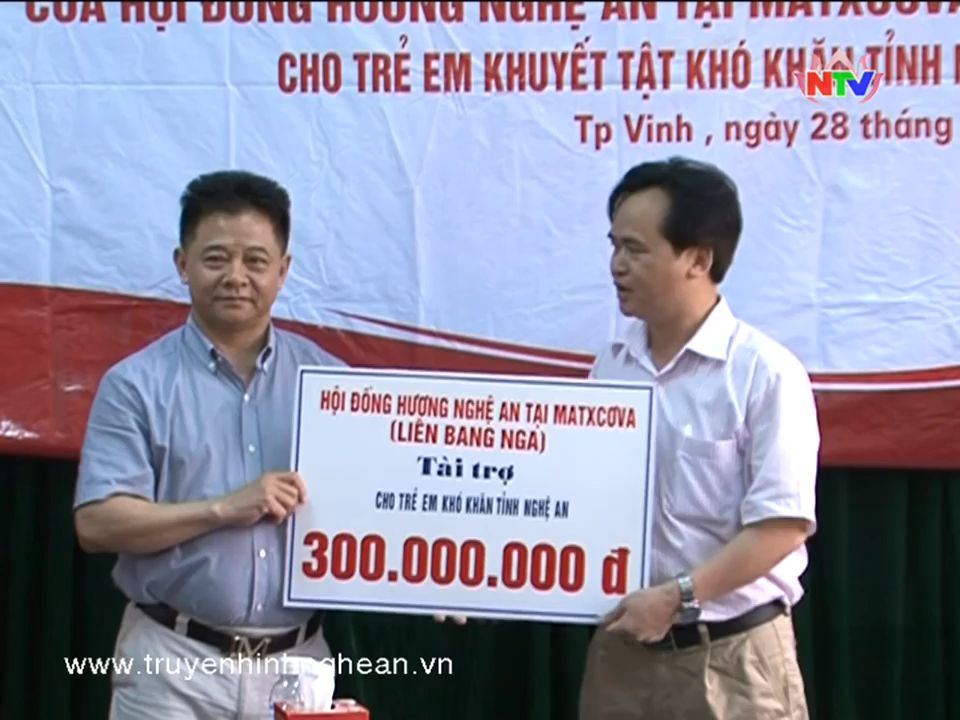 CỦA HỘI ĐỒNG HƯƠNG NGHỆ AN TẠI MATXCƠVA
CHO TRẺ EM KHUYẾT TẬT KHÓ KHĂN TỈNH
NTV
Tp Vinh , ngày 28 tháng
HỘI ĐỒNG HƯƠNG NGHỆ AN TẠI MATXCƠVA
(LIÊN BANG NGA)
Tài trợ
CHO TRẺ EM KHÓ KHĂN TỈNH NGHỆ AN
300.000.000 đ
www.truyenhinhnghean.vn